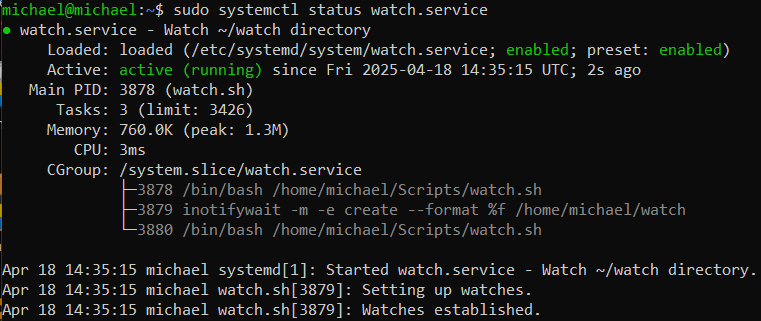 michael@michael:~$ sudo systemctl status watch.service
● watch.service - Watch ~/watch directory
     Loaded: loaded (/etc/systemd/system/watch.service; enabled; preset: enabled)
     Active: active (running) since Fri 2025-04-18 14:35:15 UTC; 2s ago
   Main PID: 3878 (watch.sh)
      Tasks: 3 (limit: 3426)
     Memory: 760.0K (peak: 1.3M)
        CPU: 3ms
     CGroup: /system.slice/watch.service
             ├─3878 /bin/bash /home/michael/Scripts/watch.sh
             ├─3879 inotifywait -m -e create --format %f /home/michael/watch
             └─3880 /bin/bash /home/michael/Scripts/watch.sh

Apr 18 14:35:15 michael systemd[1]: Started watch.service - Watch ~/watch directory.
Apr 18 14:35:15 michael watch.sh[3879]: Setting up watches.
Apr 18 14:35:15 michael watch.sh[3879]: Watches established.